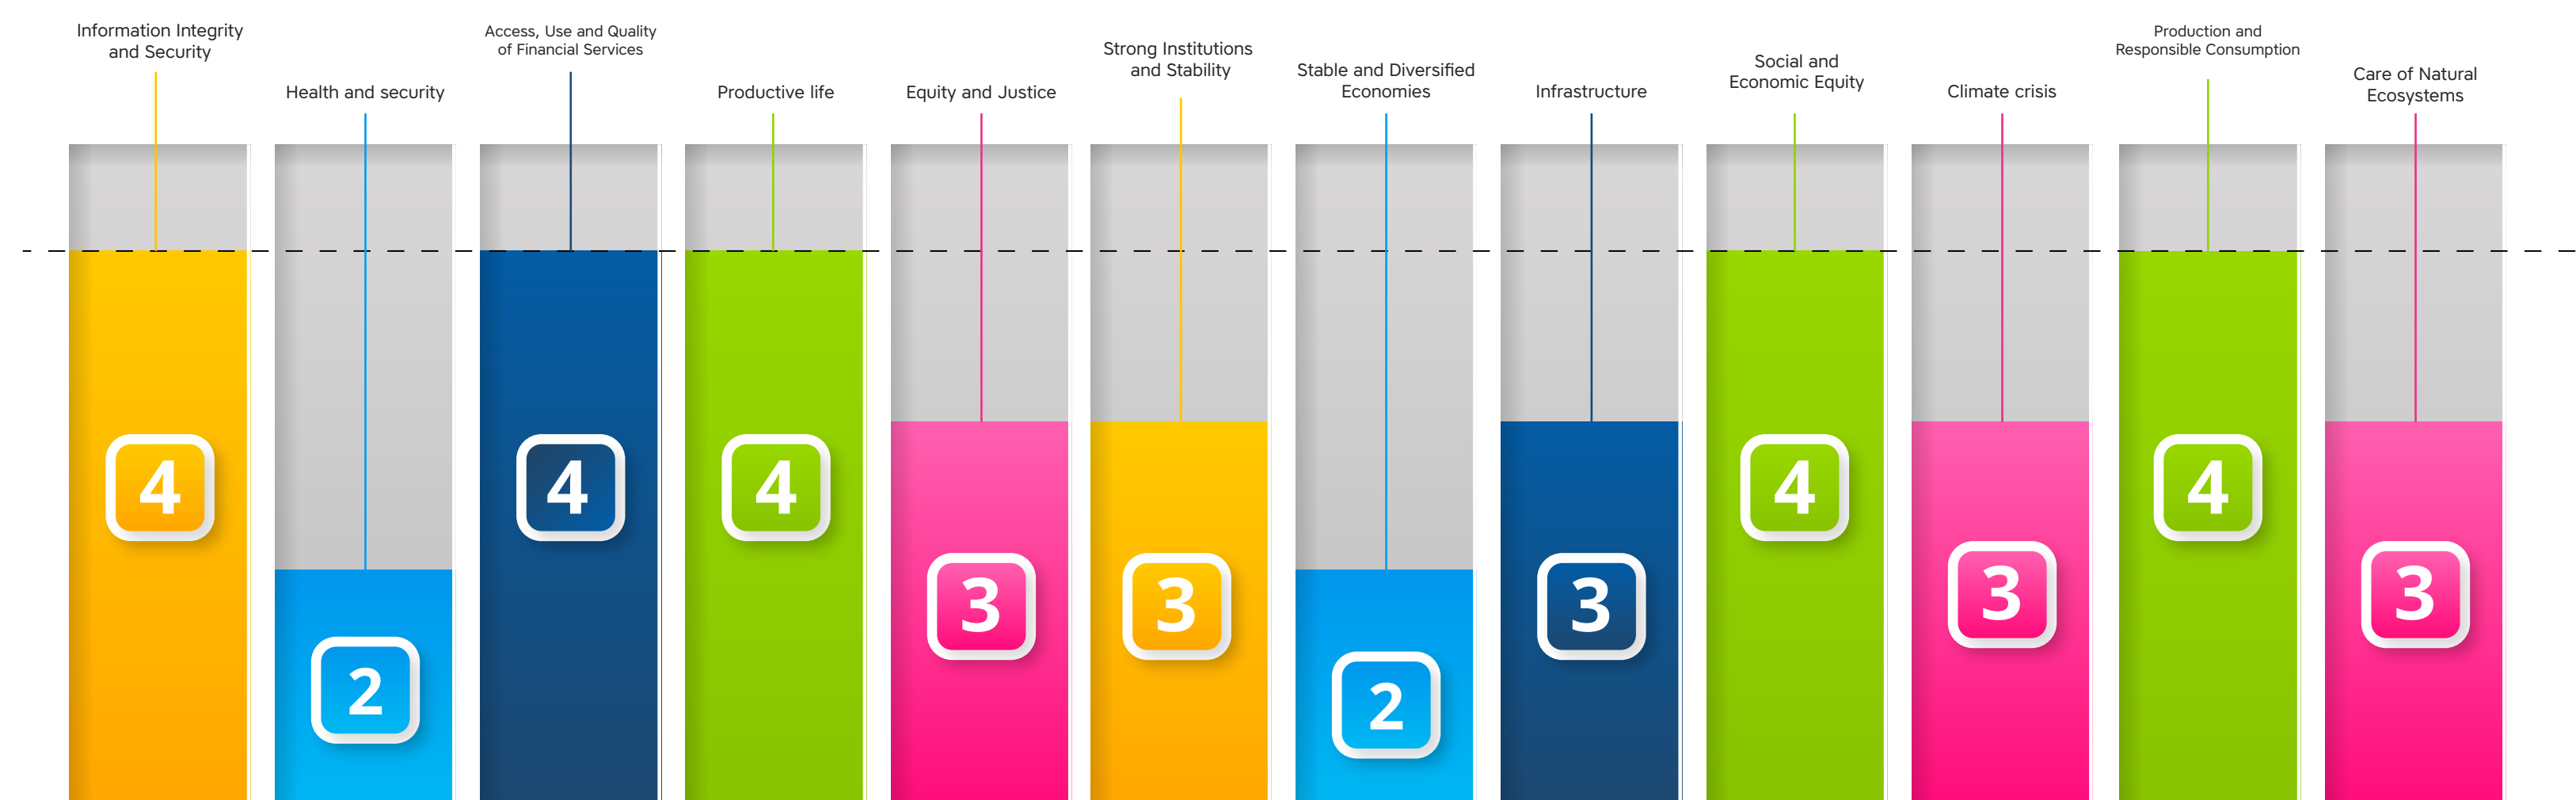 Information Integrity
and Security
Health and security
Access, Use and Quality
of Financial Services
Productive life
Equity and Justice
Strong Institutions
and Stability
Stable and Diversified
Economies
Infrastructure
Social and
Economic Equity
Climate crisis
Production and
Responsible Consumption
Care of Natural
Ecosystems
4
2
4
4
3
3
2
3
4
3
4
3